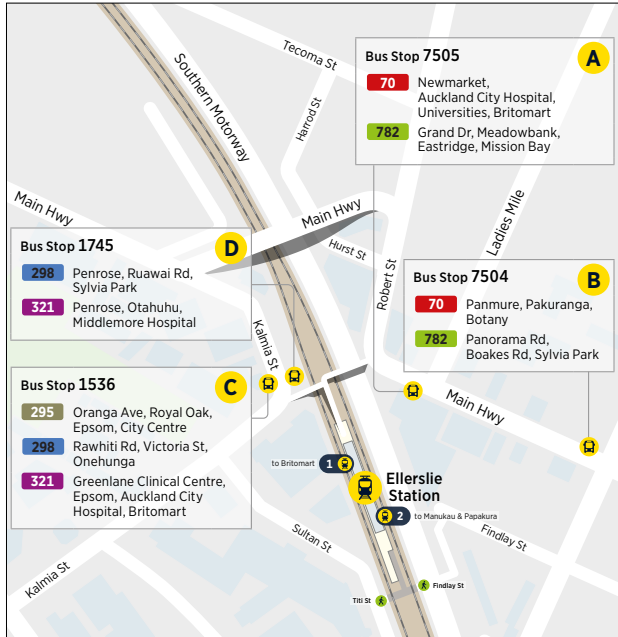 Tecoma St
Southern Motorway
Harrod St
Bus Stop 7505
A
70
Newmarket,
Auckland City Hospital,
Universities, Britomart
782
Grand Dr, Meadowbank,
Eastridge, Mission Bay
Main Hwy
Main Hwy
Hurst St
Robert St
Ladies Mile
Bus Stop 1745
D
298
Penrose, Ruawai Rd,
Sylvia Park
321
Penrose, Otahuhu,
Middlemore Hospital
Bus Stop 7504
B
70
Panmure, Pakuranga,
Botany
782
Panorama Rd,
Boakes Rd, Sylvia Park
Kalmia St
Bus Stop 1536
C
295
Oranga Ave, Royal Oak,
Epsom, City Centre
298
Rawhiti Rd, Victoria St,
Onehunga
321
Greenlane Clinical Centre,
Epsom, Auckland City
Hospital, Britomart
Main Hwy
to Britomart
1
Ellerslie
Station
2
to Manukau & Papakura
Sultan St
Findlay St
Kalmia St
Titi St
Findlay St